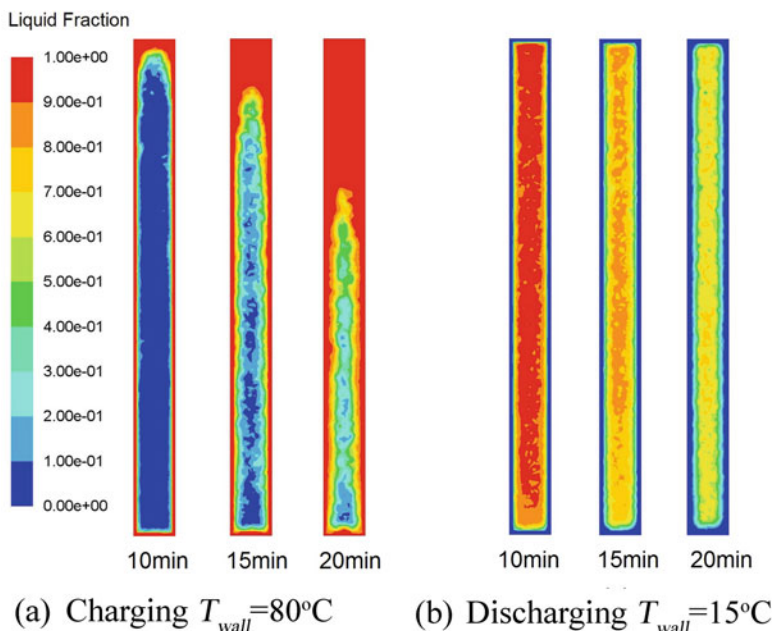 Liquid Fraction
1.00e+00
9.00e-01
8.00e-01
7.00e-01
6.00e-01
5.00e-01
4.00e-01
3.00e-01
2.00e-01
1.00e-01
0.00e+00
10min 15min 20min 10min 15min 20min
(a) Charging T_wall=80°C (b) Discharging T_wall=15°C